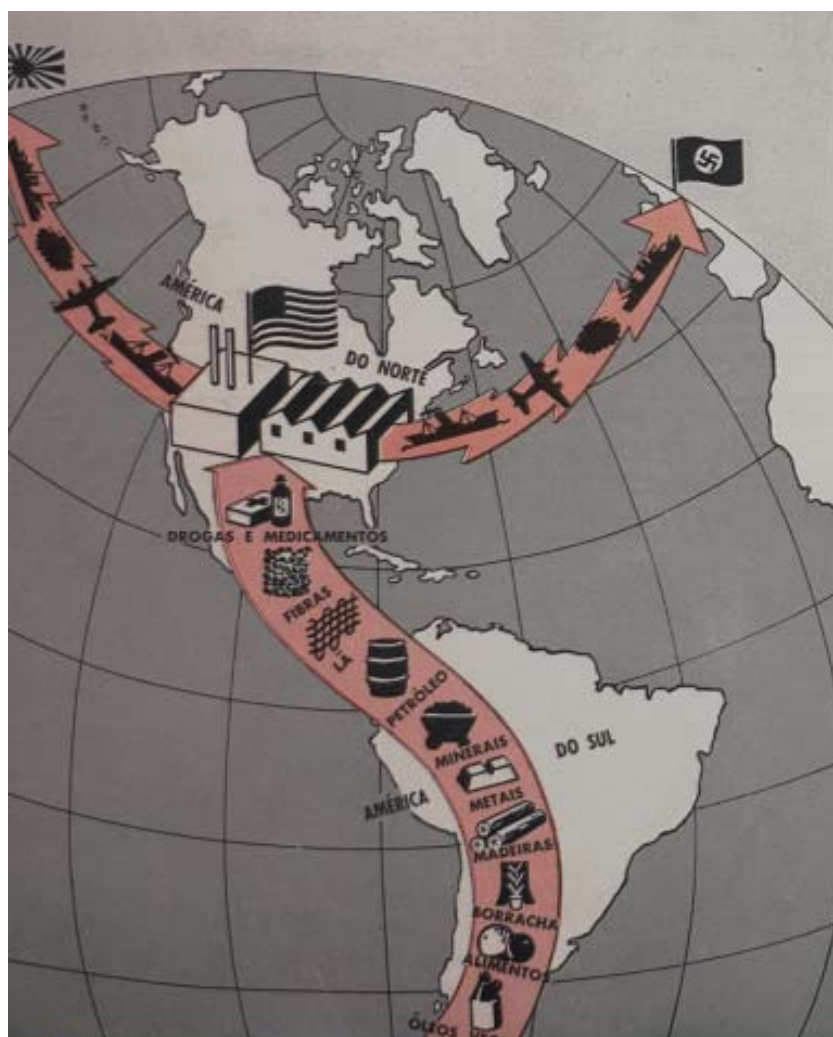 AMÉRICA
DO NORTE
DROGAS E MEDICAMENTOS
FIBRAS
LÃ
PETRÓLEO
MINERAIS
DO SUL
METAIS
AMÉRICA
MADEIRAS
BORRACHA
ALIMENTOS
ÓLEOS